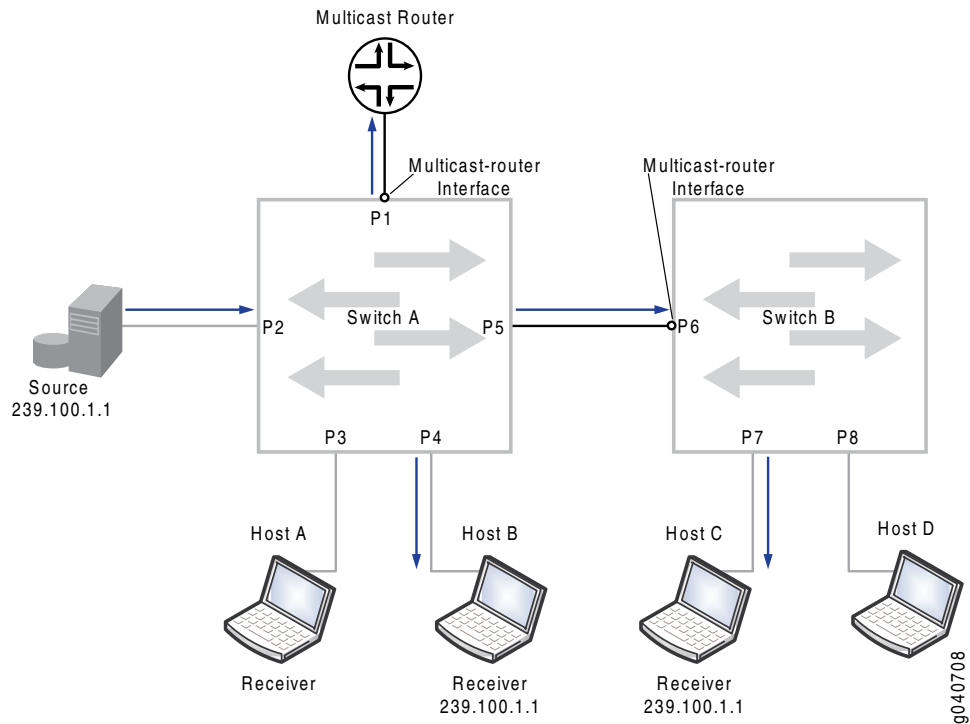 Multicast Router
Multicast-router
Interface
Multicast-router
Interface
P1
P2
Switch A
P5
P6
Switch B
Source
239.100.1.1
P3
P4
P7
P8
Host A
Host B
Host C
Host D
Receiver
Receiver
239.100.1.1
Receiver
239.100.1.1
g040708